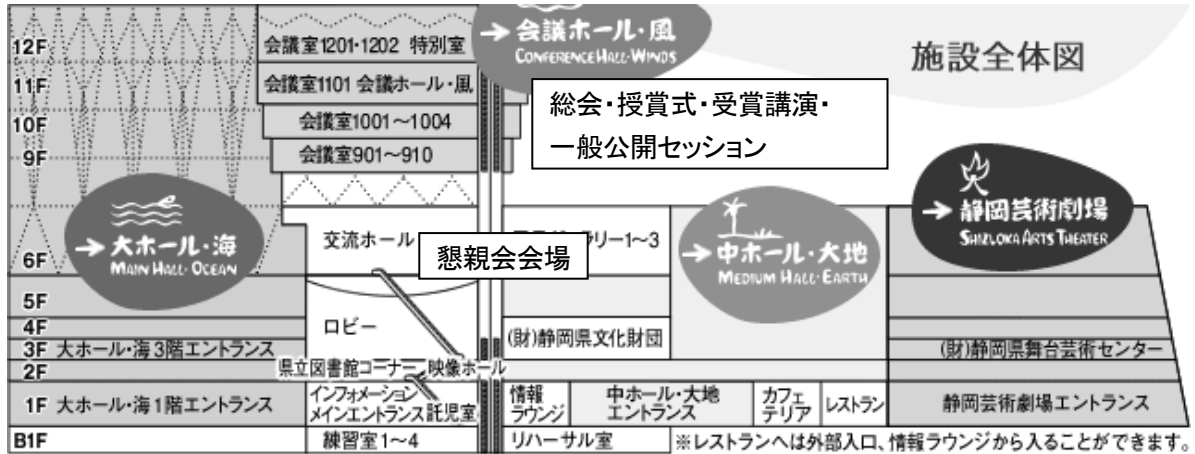 施設全体図
12F
会議室1201・1202 特別室
会議ホール・風
CONFERENCE HALL・WINDS
11F
会議室1101 会議ホール・風
総会・授賞式・受賞講演・
一般公開セッション
10F
会議室1001〜1004
9F
会議室901〜910
大ホール・海
MAIN HALL・OCEAN
6F
交流ホール
懇親会会場
ラリー1〜3
中ホール・大地
MEDIUM HALL・EARTH
静岡芸術劇場
SHIZUOKA ARTS THEATER
5F
4F
ロビー
(財)静岡県文化財団
3F 大ホール・海3階エントランス
(財)静岡県舞台芸術センター
2F
県立図書館コーナー 映像ホール
1F 大ホール・海1階エントランス
インフォメーション
メインエントランス 託児室
情報
ラウンジ
中ホール・大地
エントランス
カフェ
テリア
レストラン
静岡芸術劇場エントランス
B1F
練習室1〜4
リハーサル室
※レストランへは外部入口、情報ラウンジから入ることができます。